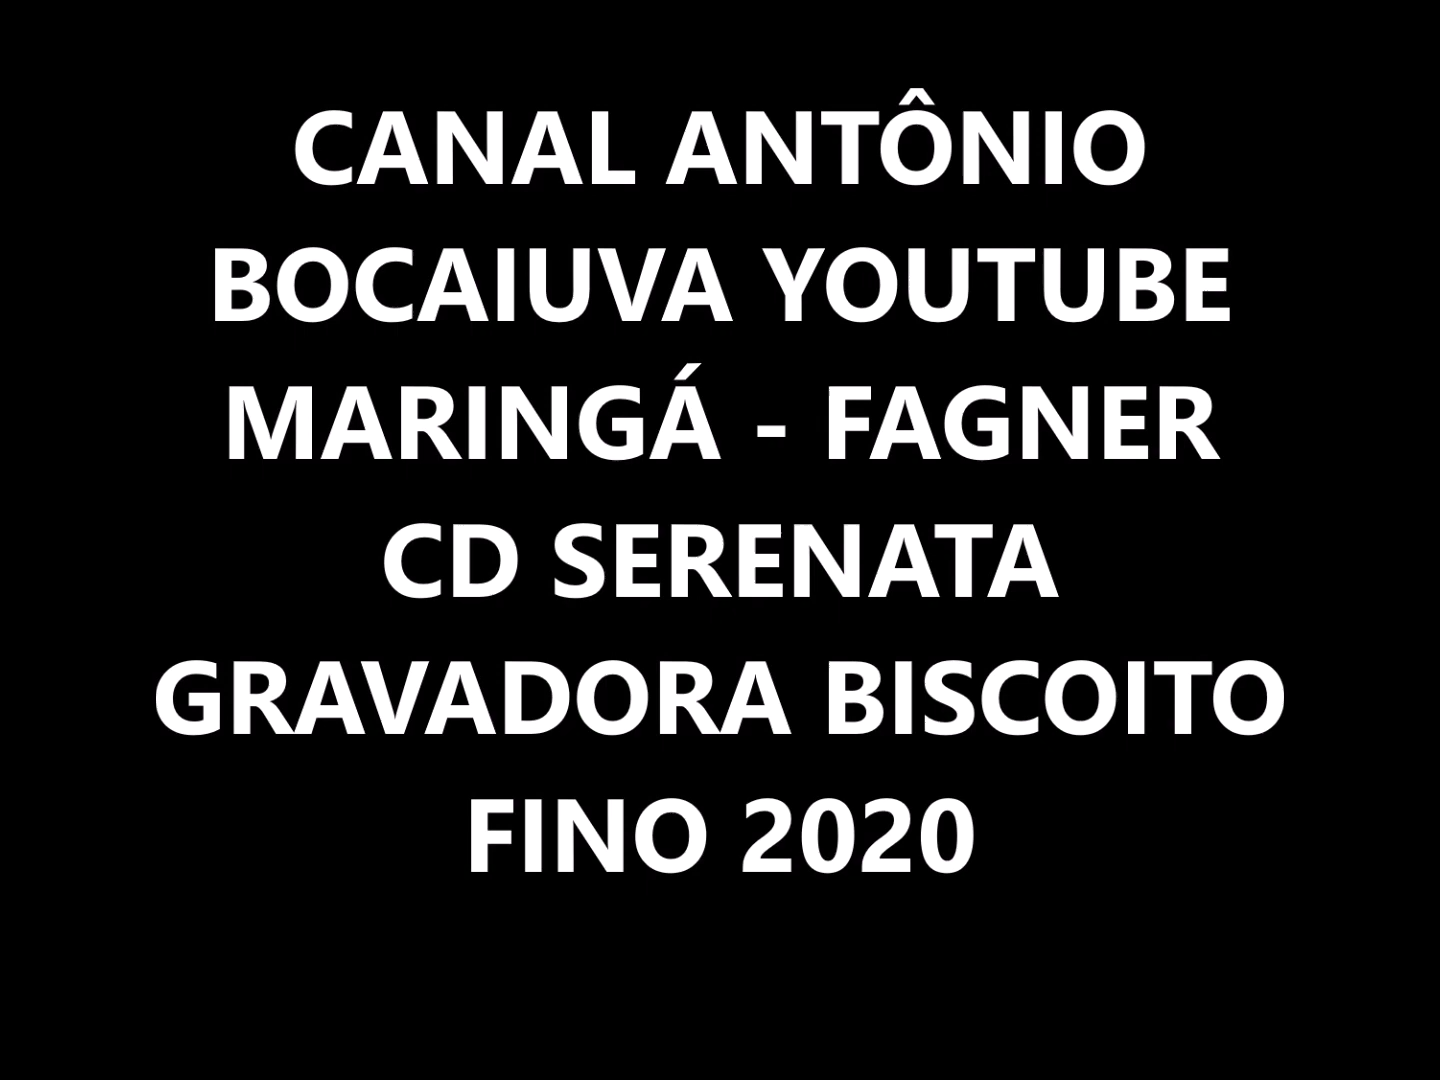 CANAL ANTÔNIO
BOCAIUVA YOUTUBE
MARINGÁ - FAGNER
CD SERENATA
GRAVADORA BISCOITO
FINO 2020